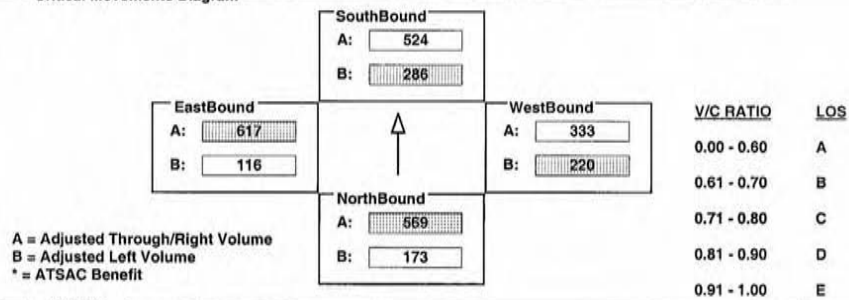 SouthBound
A: 524
B: 286
EastBound
A: 617
B: 116
WestBound
A: 333
B: 220
NorthBound
A: 569
B: 173
A = Adjusted Through/Right Volume
B = Adjusted Left Volume
* = ATSAC Benefit
V/C RATIO LOS
0.00 - 0.60 A
0.61 - 0.70 B
0.71 - 0.80 C
0.81 - 0.90 D
0.91 - 1.00 E